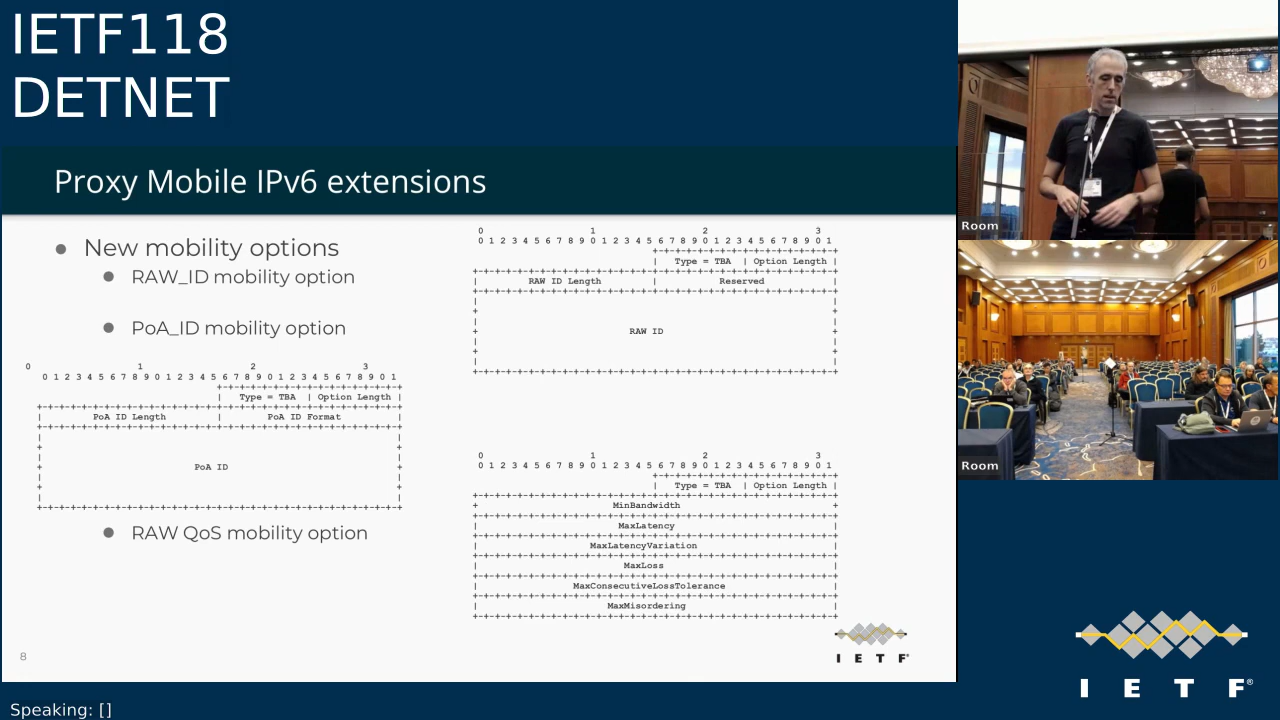 IETF118
DETNET
Proxy Mobile IPv6 extensions
● New mobility options
● RAW_ID mobility option
● PoA_ID mobility option
0 1 2 3
0 1 2 3 4 5 6 7 8 9 0 1 2 3 4 5 6 7 8 9 0 1 2 3 4 5 6 7 8 9 0 1
| Type = TBA | Option Length |
| PoA ID Length | PoA ID Format |
PoA ID
● RAW QoS mobility option
0 1 2 3
0 1 2 3 4 5 6 7 8 9 0 1 2 3 4 5 6 7 8 9 0 1 2 3 4 5 6 7 8 9 0 1
| Type = TBA | Option Length |
| RAW ID Length | Reserved |
RAW ID
0 1 2 3
0 1 2 3 4 5 6 7 8 9 0 1 2 3 4 5 6 7 8 9 0 1 2 3 4 5 6 7 8 9 0 1
| Type = TBA | Option Length |
MinBandwidth
MaxLatency
MaxLatencyVariation
MaxLoss
MaxConsecutiveLossTolerance
MaxMisordering
8
I E T F®
Room
Room
I E T F®
Speaking: []